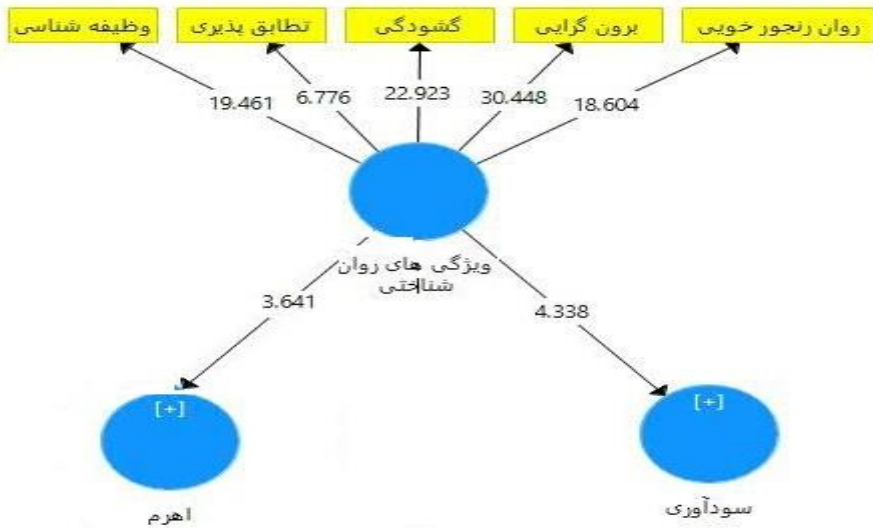 روان رنجور خویی
برون گرایی
گشودگی
تطابق پذیری
وظیفه شناسی
19.461
6.776
22.923
30.448
18.604
ویژگی های روان
شناختی
3.641
4.338
[+]
[+]
اهرم
سودآوری